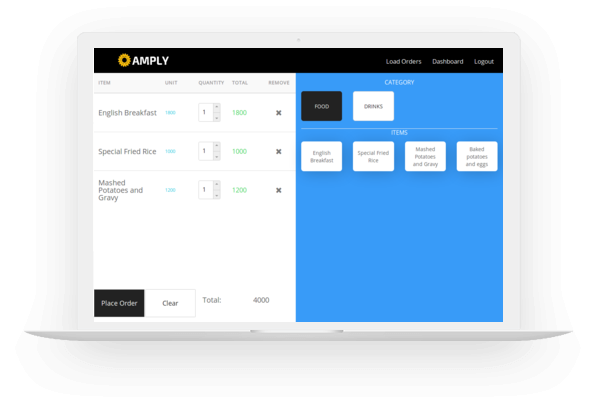 AMPLY
Load Orders Dashboard Logout
ITEM UNIT QUANTITY TOTAL REMOVE
English Breakfast 1800 1 1800 ✖
Special Fried Rice 1000 1 1000 ✖
Mashed
Potatoes and
Gravy
1200 1 1200 ✖
Place Order Clear Total: 4000
CATEGORY
FOOD DRINKS
ITEMS
English
Breakfast
Special Fried
Rice
Mashed
Potatoes
and Gravy
Baked
potatoes
and eggs